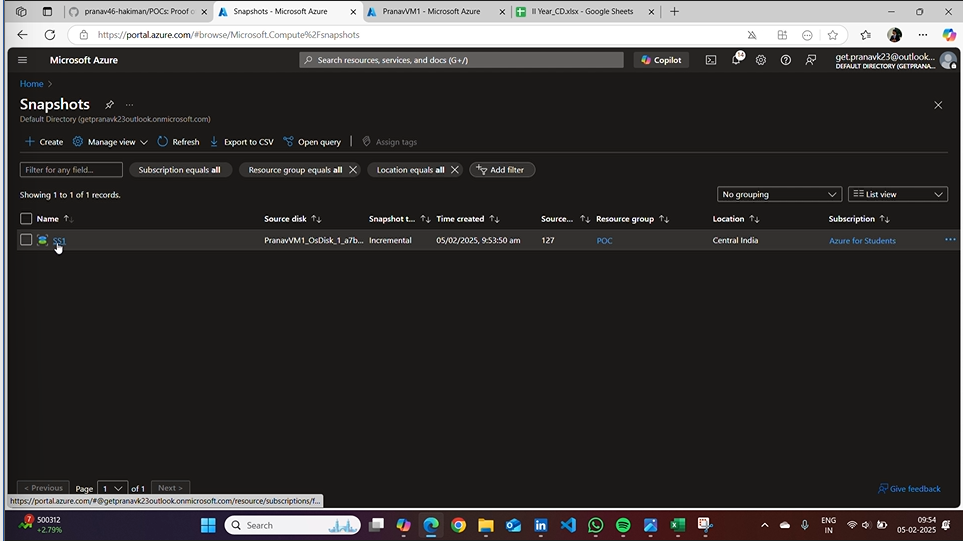 pranav46-hakiman/POCs: Proof o
Snapshots - Microsoft Azure
PranavVM1 - Microsoft Azure
II Year_CD.xlsx - Google Sheets
https://portal.azure.com/#browse/Microsoft.Compute%2Fsnapshots
Microsoft Azure
Search resources, services, and docs (G+/)
Copilot
14
get.pranavk23@outlook...
DEFAULT DIRECTORY (GETPRANA...
Home >
Snapshots
...
Default Directory (getpranavk23outlook.onmicrosoft.com)
+ Create
Manage view
Refresh
Export to CSV
Open query
Assign tags
Filter for any field...
Subscription equals all
Resource group equals all
Location equals all
Add filter
Showing 1 to 1 of 1 records.
No grouping
List view
Name
Source disk
Snapshot t...
Time created
Source...
Resource group
Location
Subscription
SS1
PranavVM1_OsDisk_1_a7b...
Incremental
05/02/2025, 9:53:50 am
127
POC
Central India
Azure for Students
...
< Previous
Page
1
of 1
Next >
Give feedback
https://portal.azure.com/#@getpranavk23outlook.onmicrosoft.com/resource/subscriptions/f...
7
500312
+2.79%
Search
ENG
IN
09:54
05-02-2025